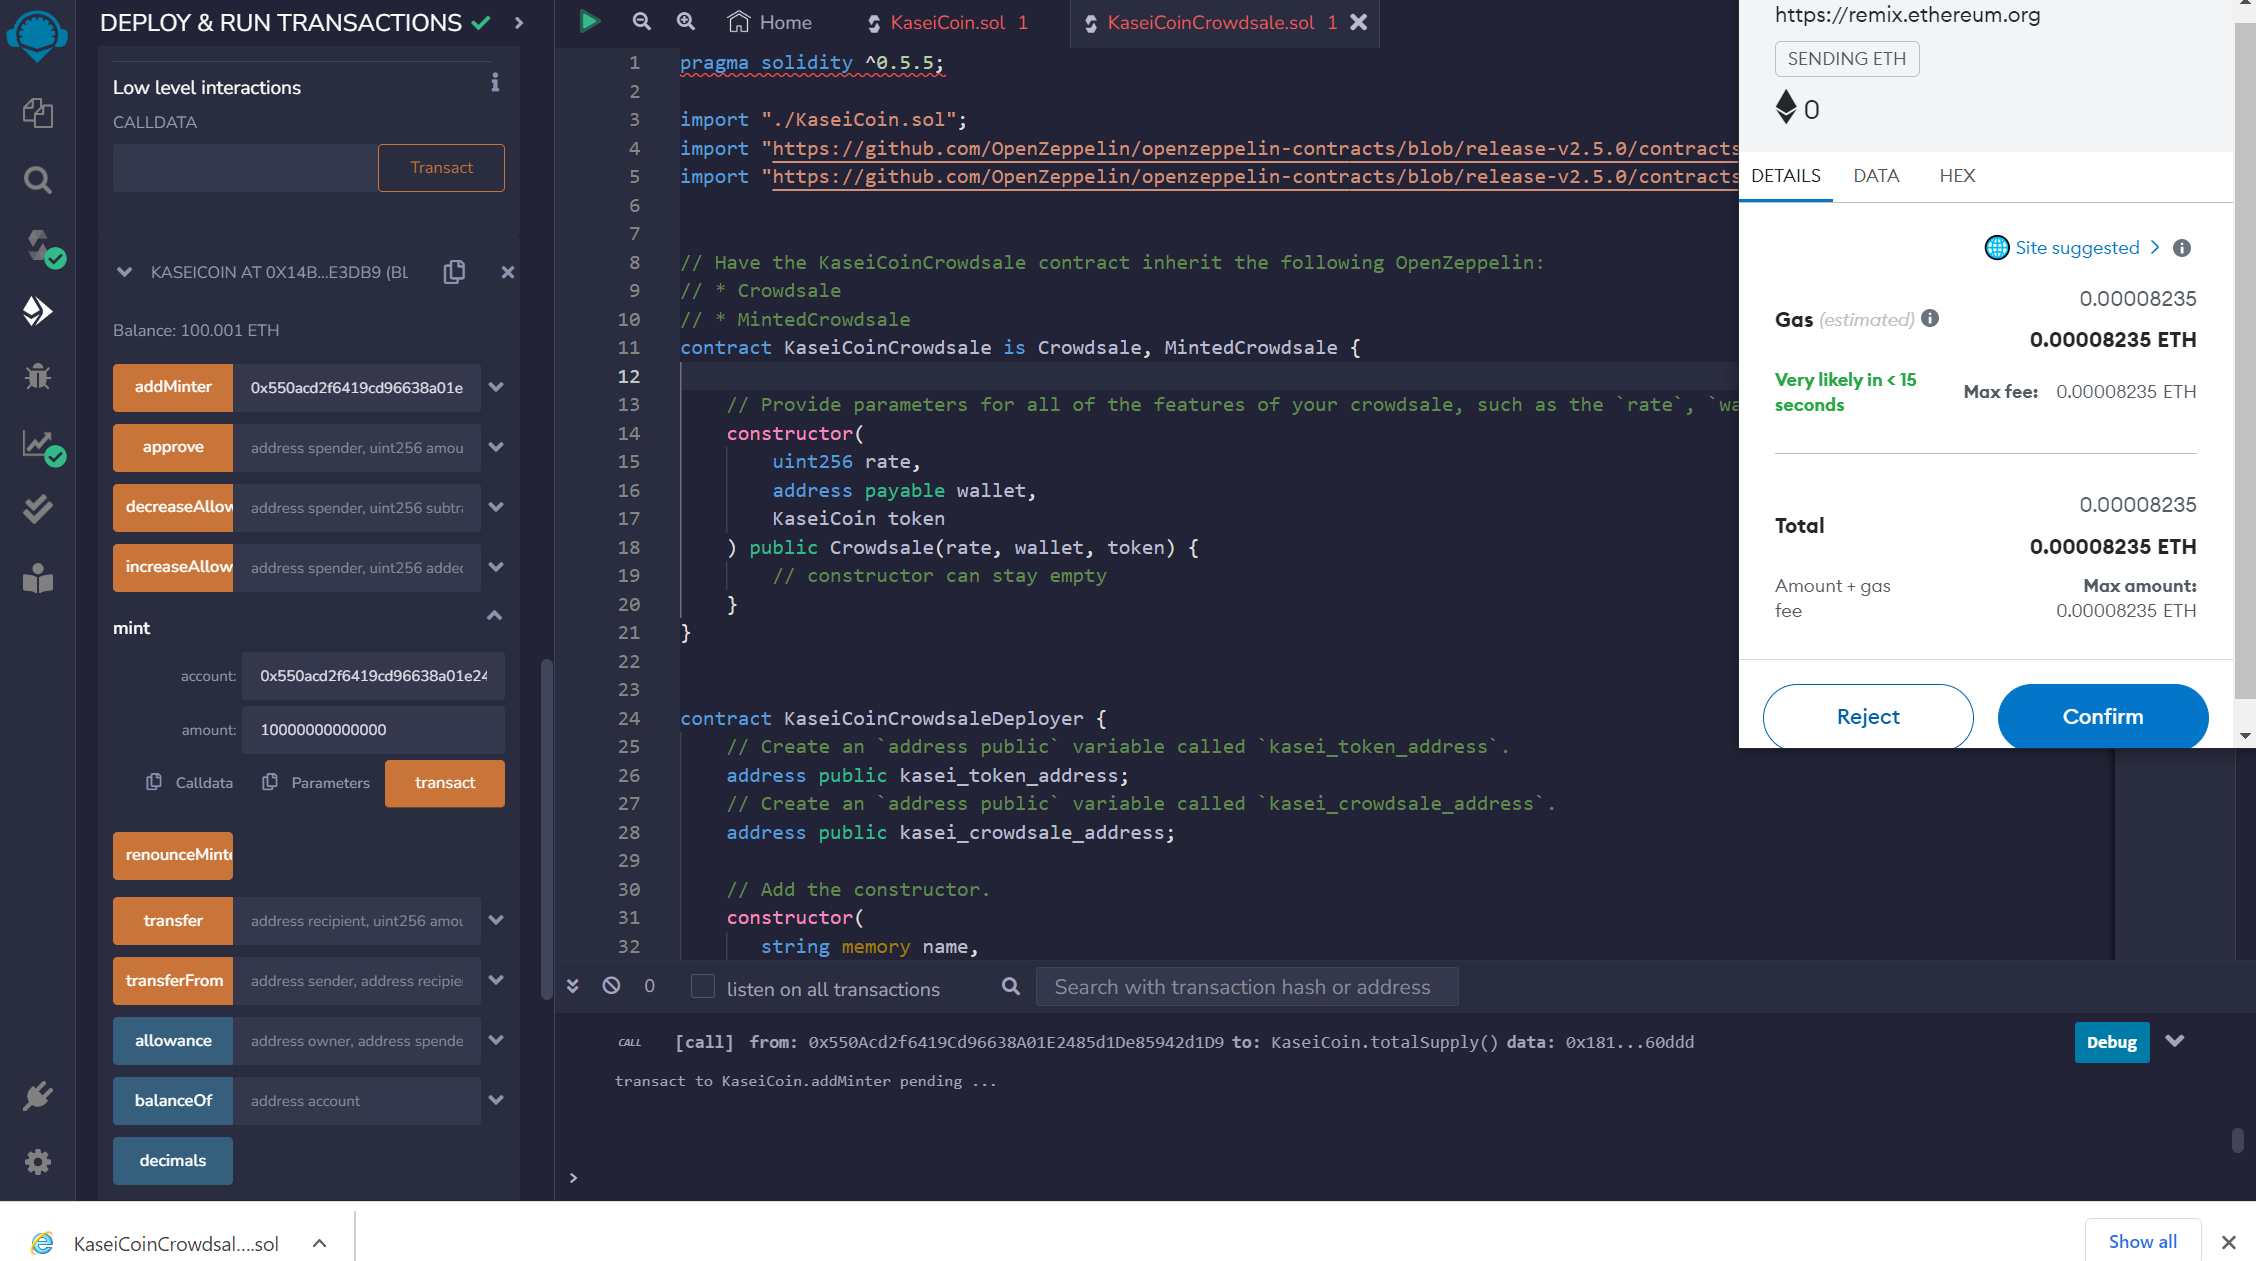 DEPLOY & RUN TRANSACTIONS
Low level interactions
CALLDATA
Transact
KASEICOIN AT 0X14B...E3DB9 (BL
Balance: 100.001 ETH
addMinter 0x550acd2f6419cd96638a01e
approve address spender, uint256 amou
decreaseAllow address spender, uint256 subtra
increaseAllow address spender, uint256 added
mint
account: 0x550acd2f6419cd96638a01e24
amount: 10000000000000
Calldata Parameters transact
renounceMinte
transfer address recipient, uint256 amou
transferFrom address sender, address recipie
allowance address owner, address spende
balanceOf address account
decimals
Home KaseiCoin.sol 1 KaseiCoinCrowdsale.sol 1
1 pragma solidity ^0.5.5;
2
3 import "./KaseiCoin.sol";
4 import "https://github.com/OpenZeppelin/openzeppelin-contracts/blob/release-v2.5.0/contracts
5 import "https://github.com/OpenZeppelin/openzeppelin-contracts/blob/release-v2.5.0/contracts
6
7
8 // Have the KaseiCoinCrowdsale contract inherit the following OpenZeppelin:
9 // * Crowdsale
10 // * MintedCrowdsale
11 contract KaseiCoinCrowdsale is Crowdsale, MintedCrowdsale {
12
13 // Provide parameters for all of the features of your crowdsale, such as the `rate`, `wa
14 constructor(
15 uint256 rate,
16 address payable wallet,
17 KaseiCoin token
18 ) public Crowdsale(rate, wallet, token) {
19 // constructor can stay empty
20 }
21 }
22
23
24 contract KaseiCoinCrowdsaleDeployer {
25 // Create an `address public` variable called `kasei_token_address`.
26 address public kasei_token_address;
27 // Create an `address public` variable called `kasei_crowdsale_address`.
28 address public kasei_crowdsale_address;
29
30 // Add the constructor.
31 constructor(
32 string memory name,
0 listen on all transactions Search with transaction hash or address
CALL [call] from: 0x550Acd2f6419Cd96638A01E2485d1De85942d1D9 to: KaseiCoin.totalSupply() data: 0x181...60ddd Debug
transact to KaseiCoin.addMinter pending ...
>
https://remix.ethereum.org
SENDING ETH
0
DETAILS DATA HEX
Site suggested >
0.00008235
Gas (estimated) 0.00008235 ETH
Very likely in < 15 seconds Max fee: 0.00008235 ETH
0.00008235
Total 0.00008235 ETH
Amount + gas fee Max amount: 0.00008235 ETH
Reject Confirm
KaseiCoinCrowdsal....sol
Show all